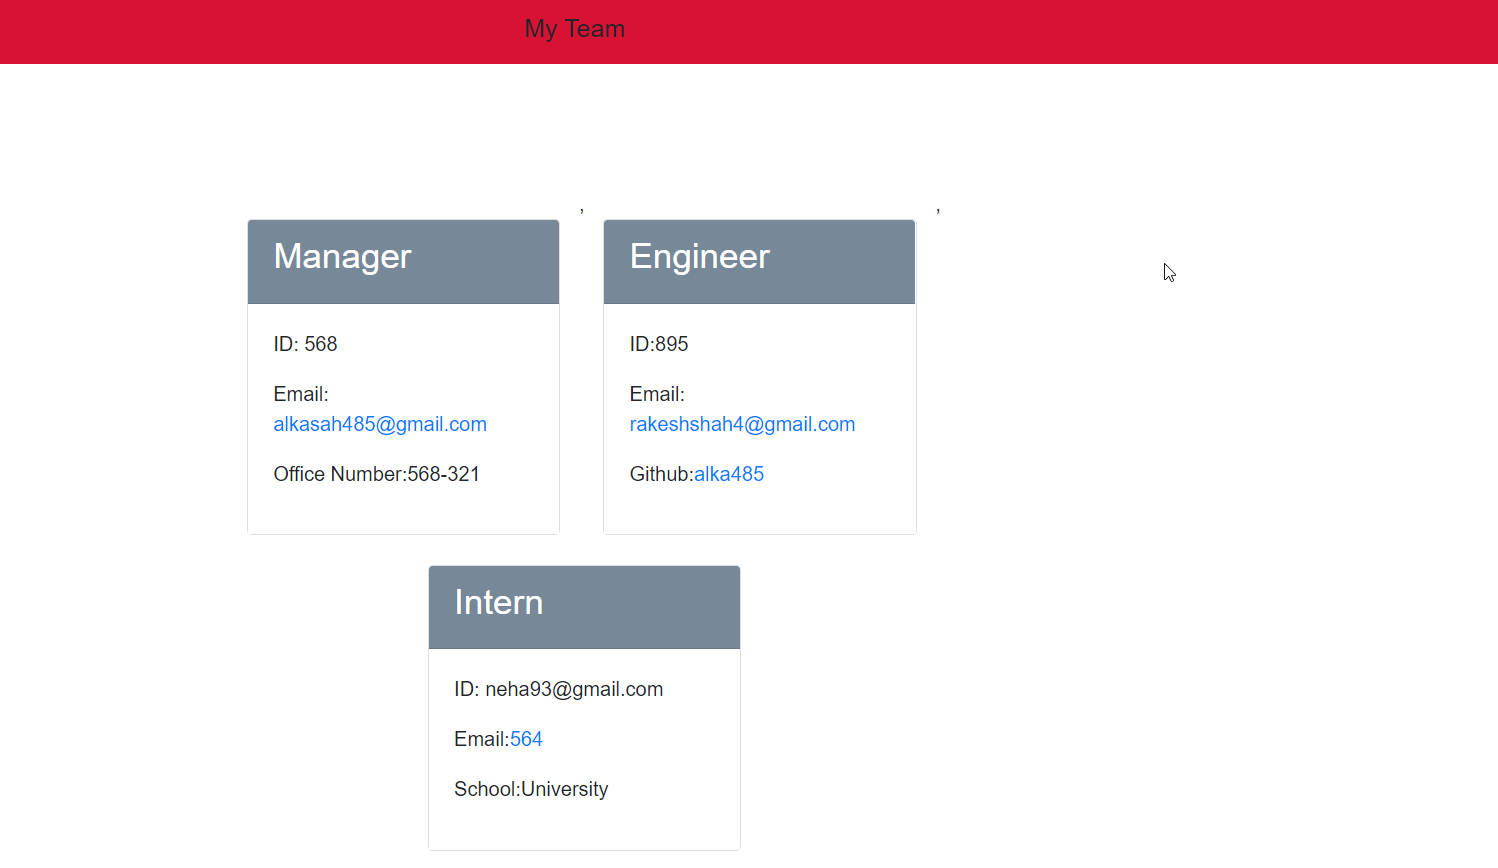 My Team
,
,
Manager
ID: 568
Email:
alkasah485@gmail.com
Office Number:568-321
Engineer
ID:895
Email:
rakeshshah4@gmail.com
Github:alka485
Intern
ID: neha93@gmail.com
Email:564
School:University